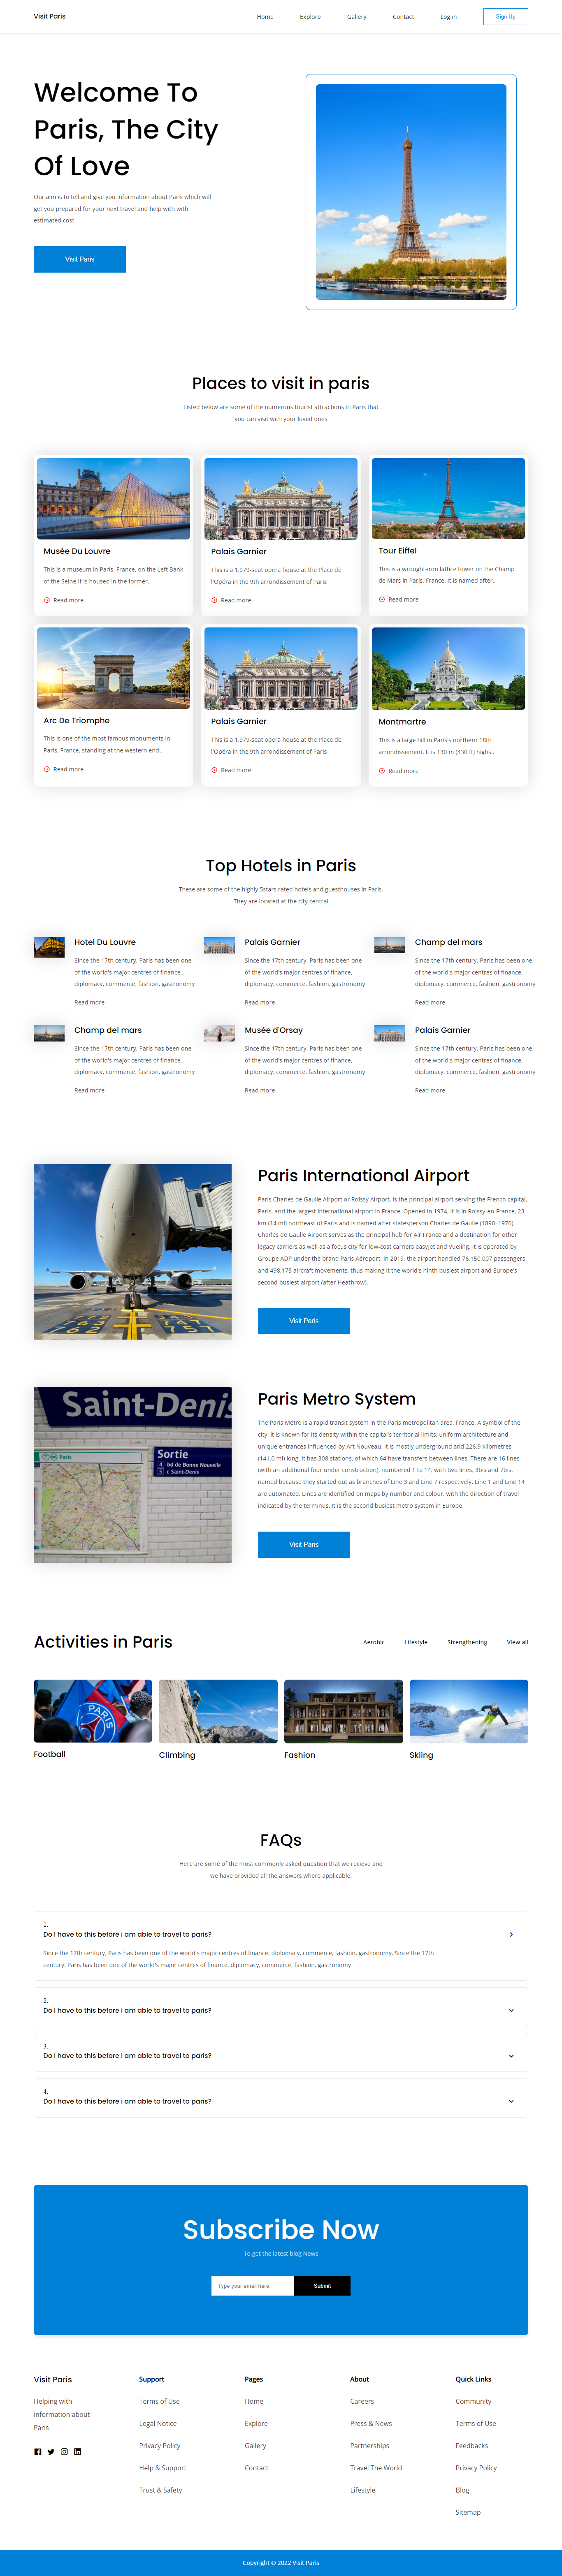 Visit Paris
Home Explore Gallery Contact Log in Sign Up
Welcome To
Paris, The City
Of Love
Our aim is to tell and give you information about Paris which will
get you prepared for your next travel and help with with
estimated cost
Visit Paris
Places to visit in paris
Listed below are some of the numerous tourist attractions in Paris that
you can visit with your loved ones
Musée Du Louvre
This is a museum in Paris, France, on the Left Bank
of the Seine It is housed in the former..
Read more
Palais Garnier
This is a 1,979-seat opera house at the Place de
l'Opéra in the 9th arrondissement of Paris
Read more
Tour Eiffel
This is a wrought-iron lattice tower on the Champ
de Mars in Paris, France. It is named after..
Read more
Arc De Triomphe
This is one of the most famous monuments in
Paris, France, standing at the western end..
Read more
Palais Garnier
This is a 1,979-seat opera house at the Place de
l'Opéra in the 9th arrondissement of Paris
Read more
Montmartre
This is a large hill in Paris's northern 18th
arrondissement. It is 130 m (430 ft) highs..
Read more
Top Hotels in Paris
These are some of the highly 5stars rated hotels and guesthouses in Paris.
They are located at the city central
Hotel Du Louvre
Since the 17th century, Paris has been one
of the world's major centres of finance,
diplomacy, commerce, fashion, gastronomy
Read more
Palais Garnier
Since the 17th century, Paris has been one
of the world's major centres of finance,
diplomacy, commerce, fashion, gastronomy
Read more
Champ del mars
Since the 17th century, Paris has been one
of the world's major centres of finance,
diplomacy, commerce, fashion, gastronomy
Read more
Champ del mars
Since the 17th century, Paris has been one
of the world's major centres of finance,
diplomacy, commerce, fashion, gastronomy
Read more
Musée d'Orsay
Since the 17th century, Paris has been one
of the world's major centres of finance,
diplomacy, commerce, fashion, gastronomy
Read more
Palais Garnier
Since the 17th century, Paris has been one
of the world's major centres of finance,
diplomacy, commerce, fashion, gastronomy
Read more
Paris International Airport
Paris Charles de Gaulle Airport or Roissy Airport, is the principal airport serving the French capital,
Paris, and the largest international airport in France. Opened in 1974, it is in Roissy-en-France, 23
km (14 mi) northeast of Paris and is named after statesperson Charles de Gaulle (1890–1970).
Charles de Gaulle Airport serves as the principal hub for Air France and a destination for other
legacy carriers as well as a focus city for low-cost carriers easyJet and Vueling. It is operated by
Groupe ADP under the brand Paris Aéroport. In 2019, the airport handled 76,150,007 passengers
and 498,175 aircraft movements, thus making it the world's ninth busiest airport and Europe's
second busiest airport (after Heathrow).
Visit Paris
Saint-Denis
Paris
Sortie
bd de Bonne Nouvelle
r. Saint-Denis
Paris Metro System
The Paris Métro is a rapid transit system in the Paris metropolitan area, France. A symbol of the
city, it is known for its density within the capital's territorial limits, uniform architecture and
unique entrances influenced by Art Nouveau. It is mostly underground and 226.9 kilometres
(141.0 mi) long. It has 308 stations, of which 64 have transfers between lines. There are 16 lines
(with an additional four under construction), numbered 1 to 14, with two lines, 3bis and 7bis,
named because they started out as branches of Line 3 and Line 7 respectively. Line 1 and Line 14
are automated. Lines are identified on maps by number and colour, with the direction of travel
indicated by the terminus. It is the second busiest metro system in Europe.
Visit Paris
Activities in Paris
Aerobic Lifestyle Strengthening View all
PARIS
Football
Climbing
Fashion
Skiing
FAQs
Here are some of the most commonly asked question that we recieve and
we have provided all the answers where applicable.
1.
Do I have to this before i am able to travel to paris?
Since the 17th century, Paris has been one of the world's major centres of finance, diplomacy, commerce, fashion, gastronomy. Since the 17th
century, Paris has been one of the world's major centres of finance, diplomacy, commerce, fashion, gastronomy
2.
Do I have to this before i am able to travel to paris?
3.
Do I have to this before i am able to travel to paris?
4.
Do I have to this before i am able to travel to paris?
Subscribe Now
To get the latest blog News
Type your email here
Submit
Visit Paris
Helping with
information about
Paris
Support
Terms of Use
Legal Notice
Privacy Policy
Help & Support
Trust & Safety
Pages
Home
Explore
Gallery
Contact
About
Careers
Press & News
Partnerships
Travel The World
Lifestyle
Quick Links
Community
Terms of Use
Feedbacks
Privacy Policy
Blog
Sitemap
Copyright © 2022 Visit Paris